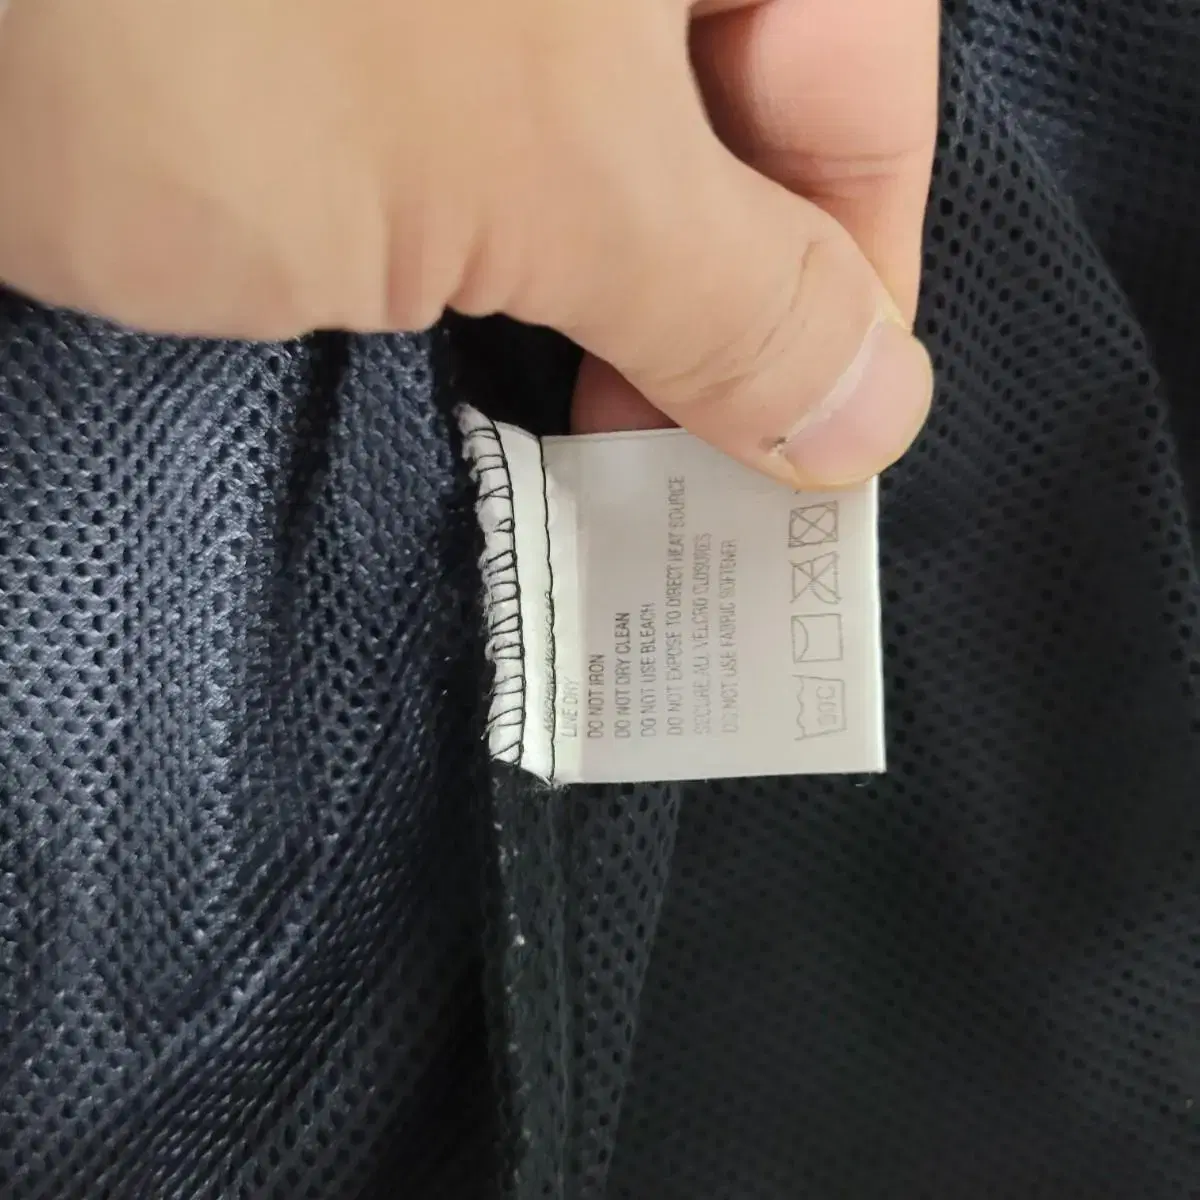 LINE DRY
DO NOT IRON
DO NOT DRY CLEAN
DO NOT USE BLEACH
DO NOT EXPOSE TO DIRECT HEAT SOURCE
SECURE ALL VELCRO CLOSURES
DO NOT USE FABRIC SOFTENER
30C